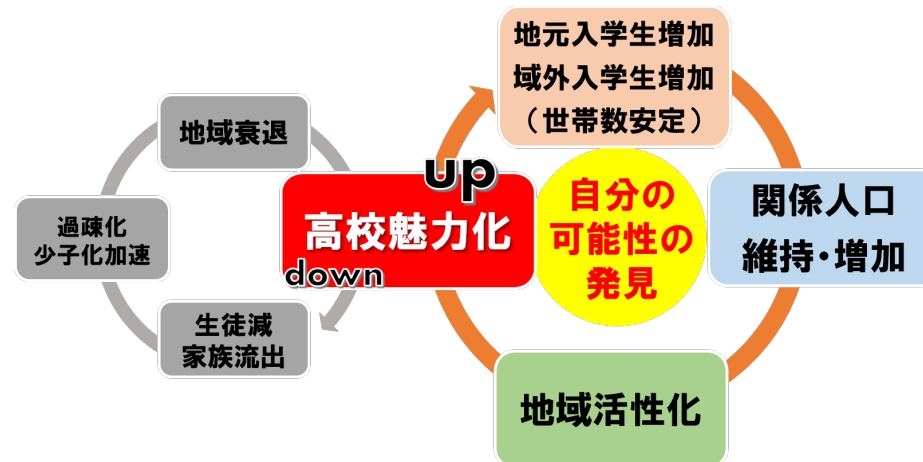 地元入学生増加
域外入学生増加
(世帯数安定)
地域衰退
up
高校魅力化
down
自分の
可能性の
発見
関係人口
維持・増加
過疎化
少子化加速
生徒減
家族流出
地域活性化